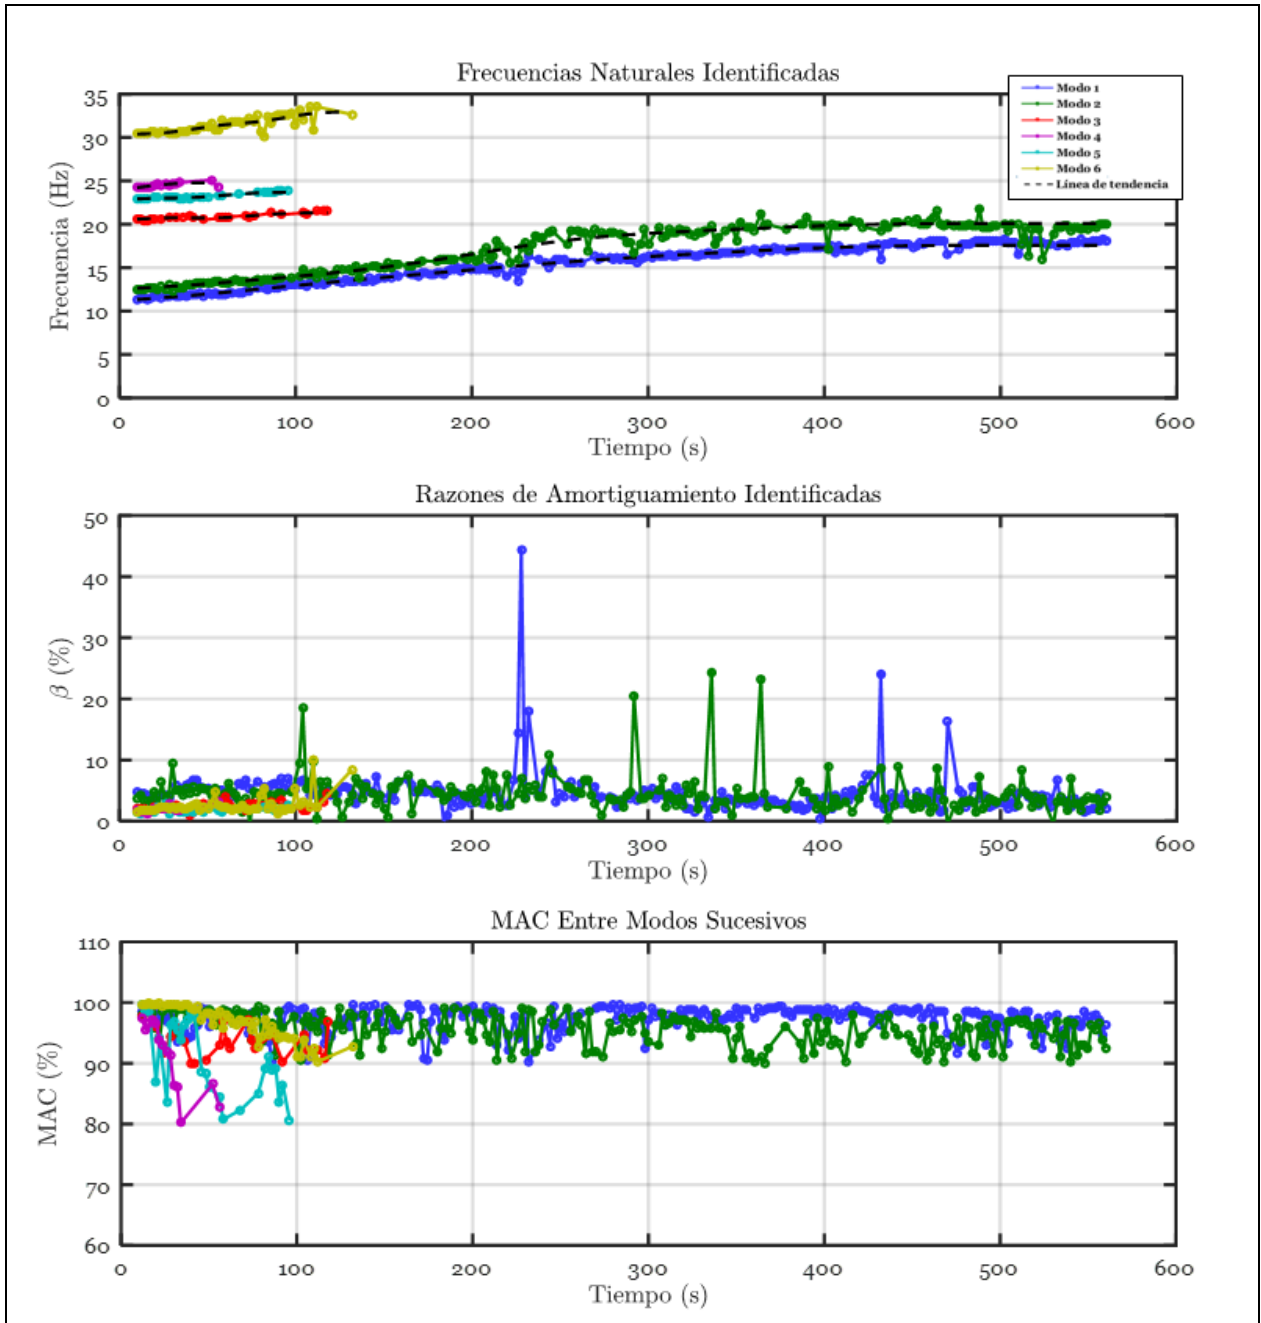 Frecuencias Naturales Identificadas
Modo 1
Modo 2
Modo 3
Modo 4
Modo 5
Modo 6
Línea de tendencia
Frecuencia (Hz)
35
30
25
20
15
10
5
0
0 100 200 300 400 500 600
Tiempo (s)
Razones de Amortiguamiento Identificadas
β (%)
50
40
30
20
10
0
0 100 200 300 400 500 600
Tiempo (s)
MAC Entre Modos Sucesivos
MAC (%)
110
100
90
80
70
60
0 100 200 300 400 500 600
Tiempo (s)